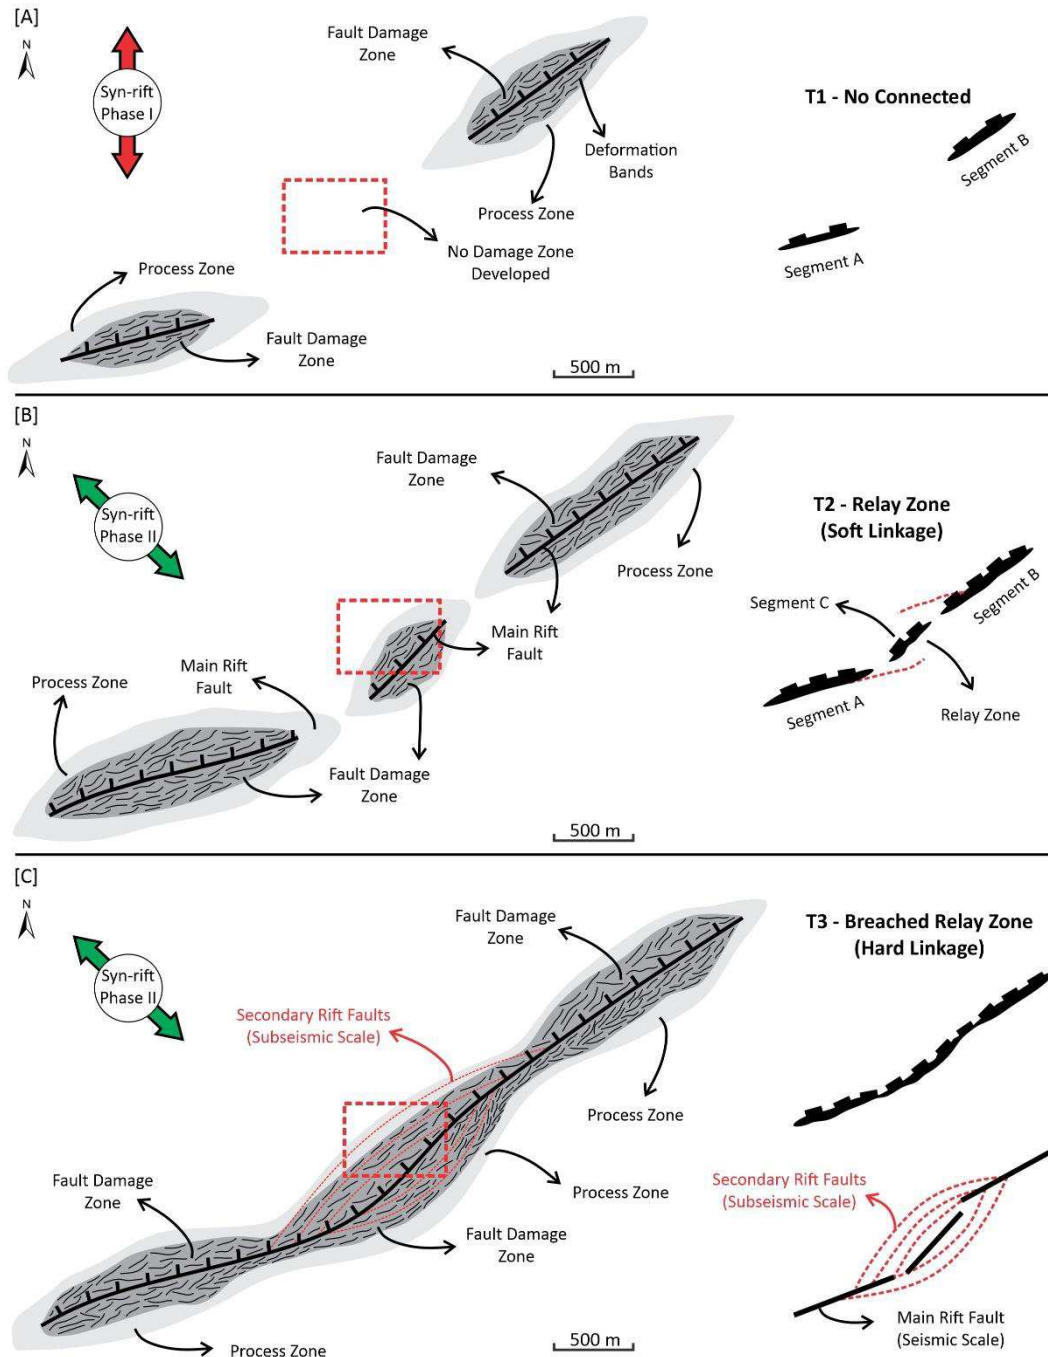 [A]
N
Syn-rift
Phase I
Fault Damage
Zone
Deformation
Bands
Process Zone
No Damage Zone
Developed
Process Zone
Fault Damage
Zone
500 m
T1 - No Connected
Segment B
Segment A
[B]
N
Syn-rift
Phase II
Fault Damage
Zone
Process Zone
Main Rift
Fault
Main Rift
Fault
Process Zone
Fault Damage
Zone
500 m
T2 - Relay Zone
(Soft Linkage)
Segment C
Segment B
Segment A
Relay Zone
[C]
N
Syn-rift
Phase II
Fault Damage
Zone
Secondary Rift Faults
(Subseismic Scale)
Process Zone
Process Zone
Fault Damage
Zone
Fault Damage
Zone
Process Zone
500 m
T3 - Breached Relay Zone
(Hard Linkage)
Secondary Rift Faults
(Subseismic Scale)
Main Rift Fault
(Seismic Scale)